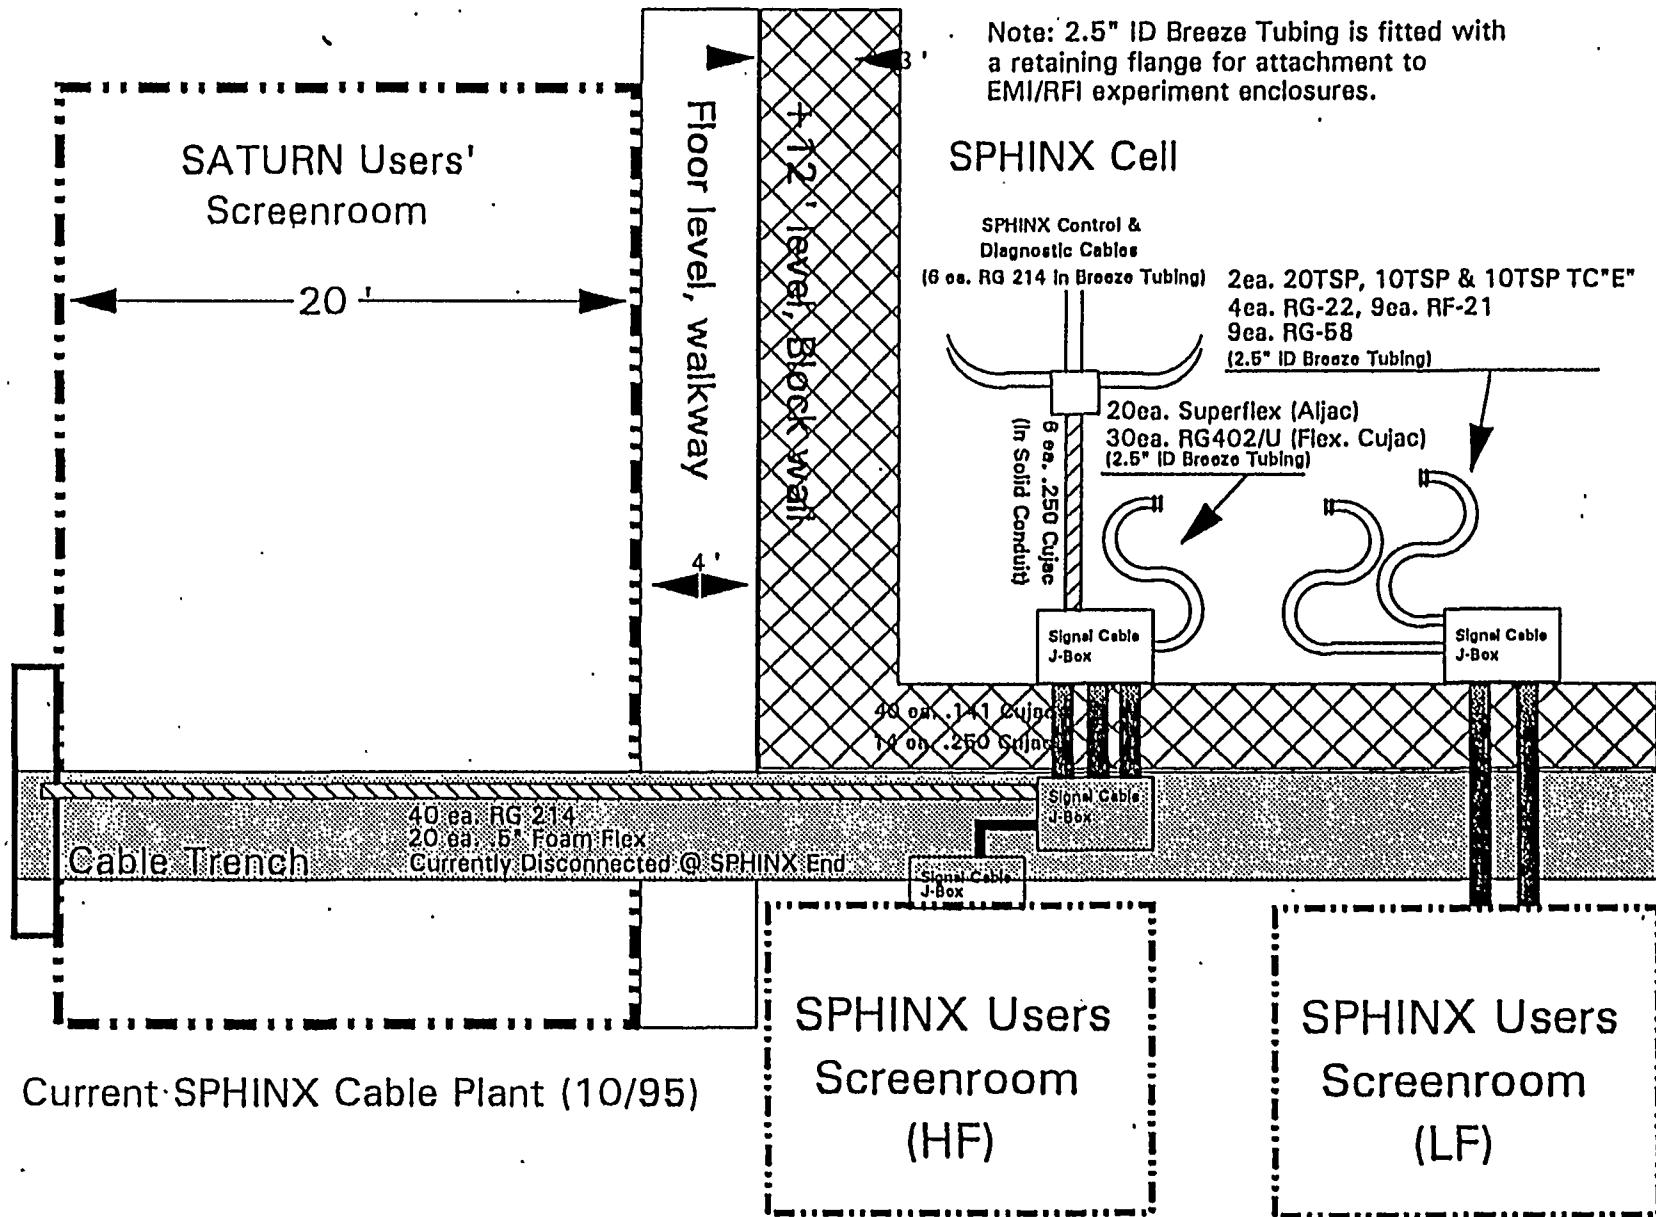 Note: 2.5" ID Breeze Tubing is fitted with
a retaining flange for attachment to
EMI/RFI experiment enclosures.
3'
SATURN Users'
Screenroom
20'
Floor level, walkway
+12' level, Block wall
4'
SPHINX Cell
SPHINX Control &
Diagnostic Cables
(6 ea. RG 214 in Breeze Tubing)
2ea. 20TSP, 10TSP & 10TSP TC"E"
4ea. RG-22, 9ea. RF-21
9ea. RG-58
(2.5" ID Breeze Tubing)
20ea. Superflex (Aljac)
30ea. RG402/U (Flex. Cujac)
(2.5" ID Breeze Tubing)
6 ea. .250 Cujac
(In Solid Conduit)
Signal Cable
J-Box
Signal Cable
J-Box
40 ea. .141 Cujac
14 ea. .250 Cujac
Signal Cable
J-Box
40 ea. RG 214
20 ea. .5" Foam Flex
Currently Disconnected @ SPHINX End
Cable Trench
Signal Cable
J-Box
SPHINX Users
Screenroom
(HF)
SPHINX Users
Screenroom
(LF)
Current SPHINX Cable Plant (10/95)